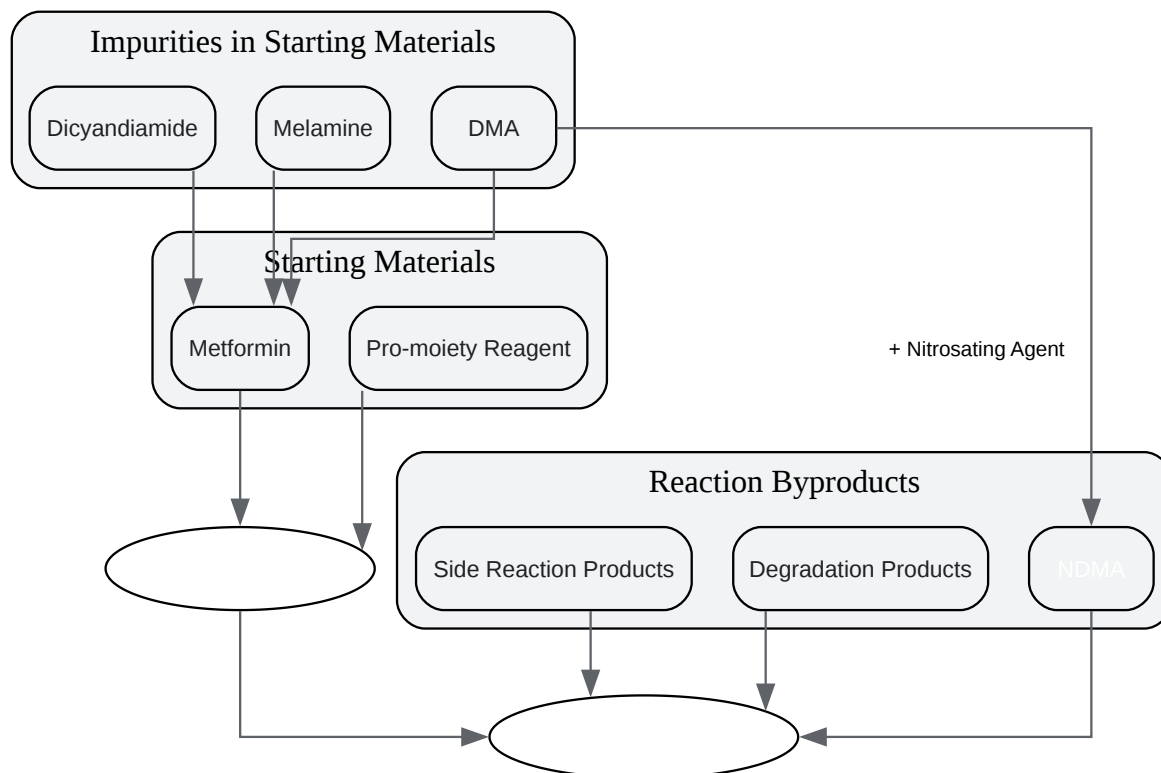 Impurities in Starting Materials
Dicyandiamide
Melamine
DMA
Starting Materials
Metformin
Pro-moiety Reagent
+ Nitrosating Agent
Reaction Byproducts
Side Reaction Products
Degradation Products
NDMA